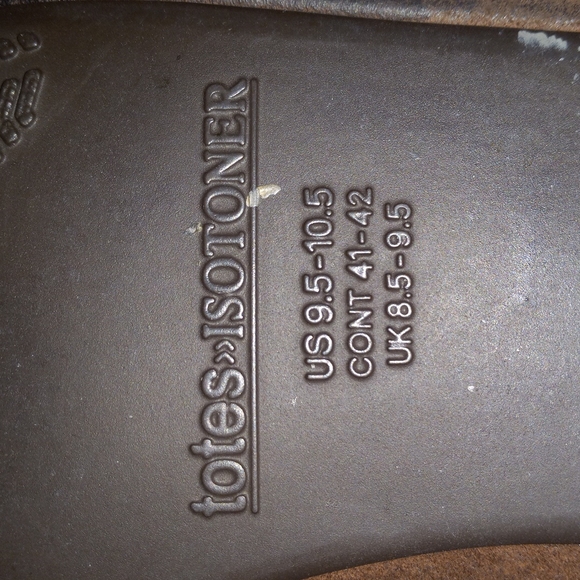 totes»ISOTONER
US 9.5-10.5
CONT 41-42
UK 8.5-9.5